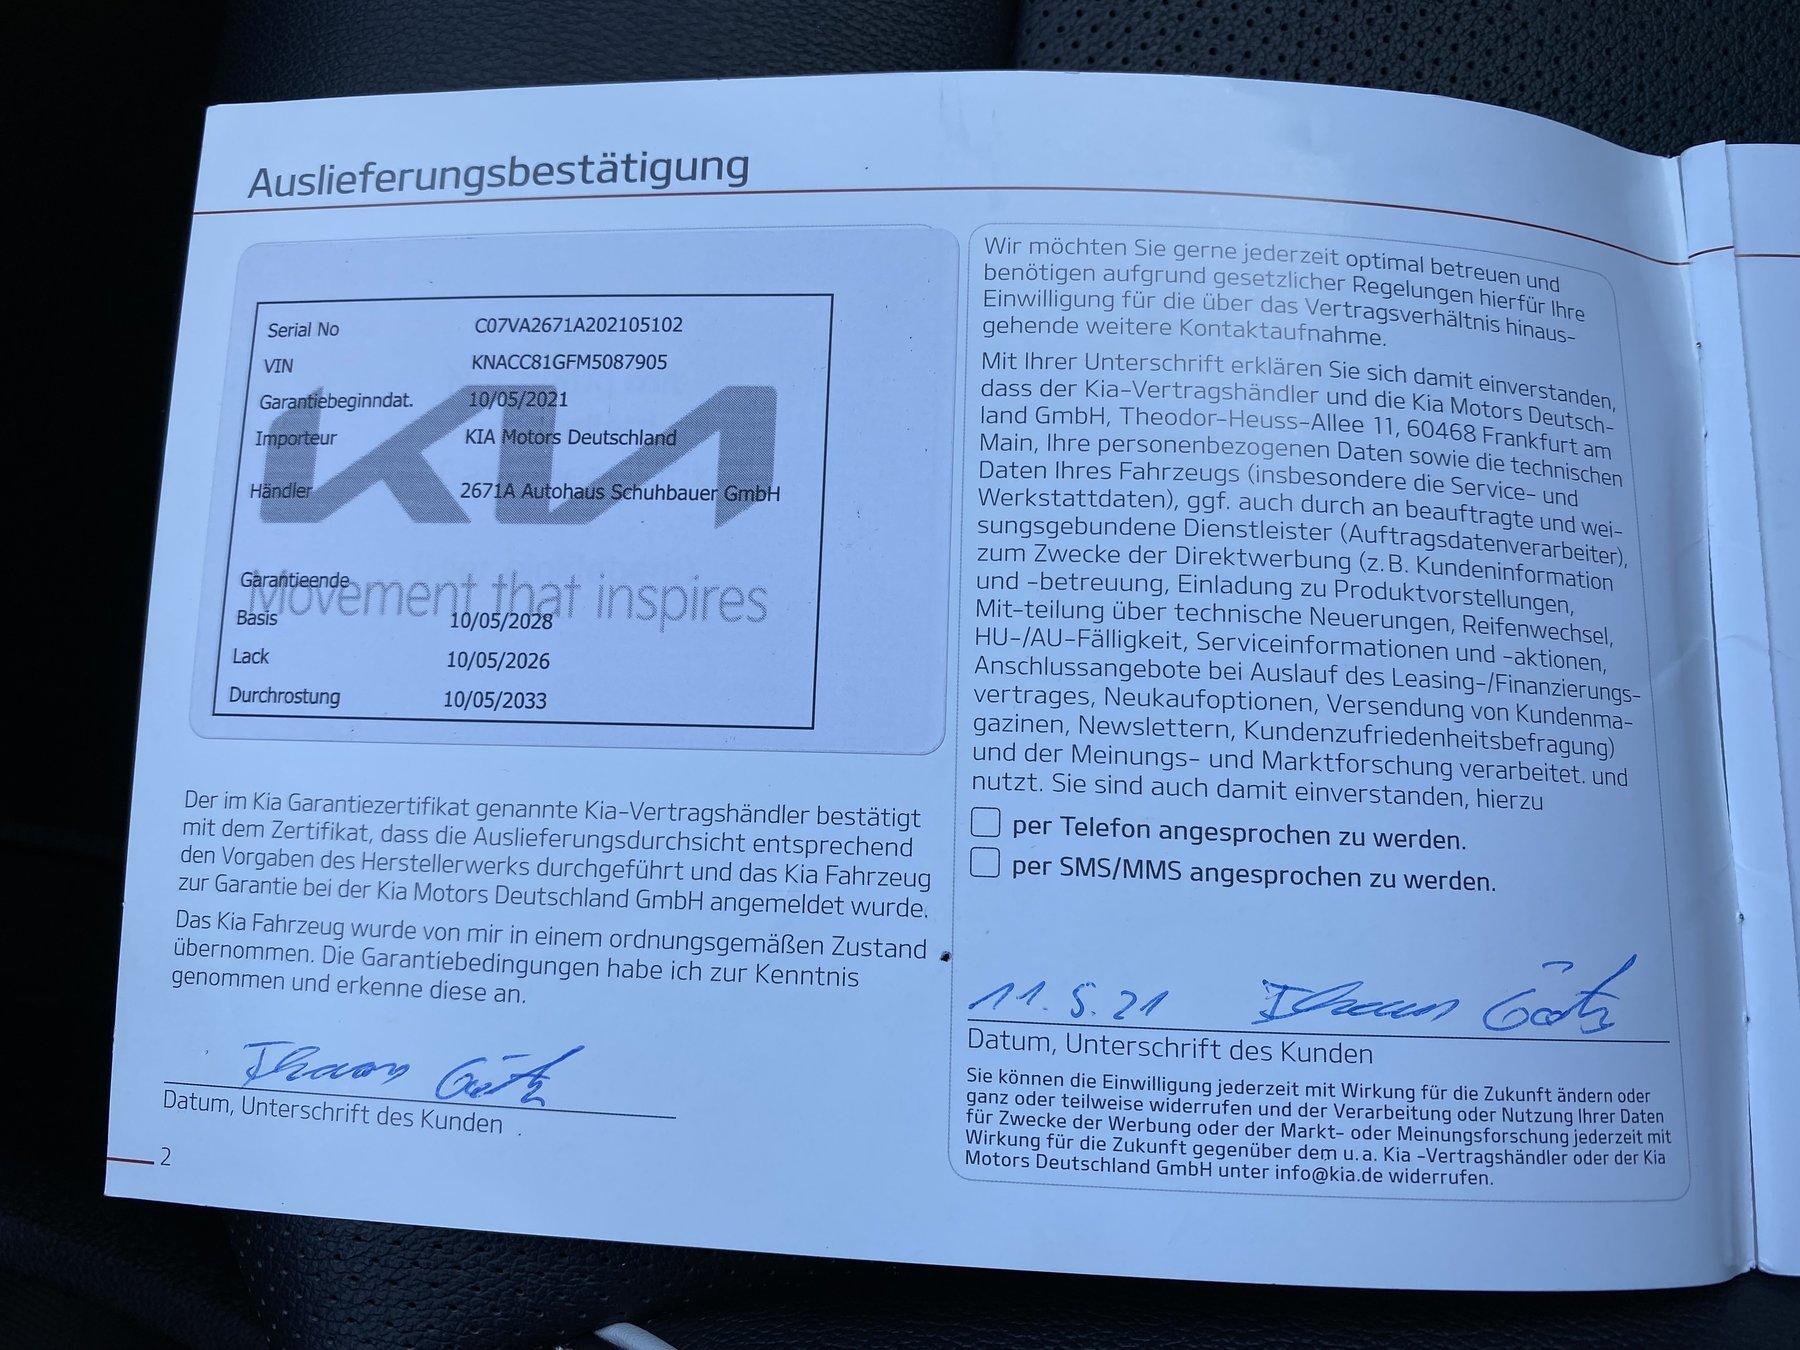 Auslieferungsbestätigung
Serial No C07VA2671A202105102
VIN KNACC81GFM5087905
Garantiebeginndat. 10/05/2021
Importeur KIA Motors Deutschland
KIA
Händler 2671A Autohaus Schuhbauer GmbH
Garantieende
Movement that inspires
Basis 10/05/2028
Lack 10/05/2026
Durchrostung 10/05/2033
Der im Kia Garantiezertifikat genannte Kia-Vertragshändler bestätigt
mit dem Zertifikat, dass die Auslieferungsdurchsicht entsprechend
den Vorgaben des Herstellerwerks durchgeführt und das Kia Fahrzeug
zur Garantie bei der Kia Motors Deutschland GmbH angemeldet wurde.
Das Kia Fahrzeug wurde von mir in einem ordnungsgemäßen Zustand
übernommen. Die Garantiebedingungen habe ich zur Kenntnis
genommen und erkenne diese an.
Datum, Unterschrift des Kunden
2
Wir möchten Sie gerne jederzeit optimal betreuen und
benötigen aufgrund gesetzlicher Regelungen hierfür Ihre
Einwilligung für die über das Vertragsverhältnis hinaus-
gehende weitere Kontaktaufnahme.
Mit Ihrer Unterschrift erklären Sie sich damit einverstanden,
dass der Kia-Vertragshändler und die Kia Motors Deutsch-
land GmbH, Theodor-Heuss-Allee 11, 60468 Frankfurt am
Main, Ihre personenbezogenen Daten sowie die technischen
Daten Ihres Fahrzeugs (insbesondere die Service- und
Werkstattdaten), ggf. auch durch an beauftragte und wei-
sungsgebundene Dienstleister (Auftragsdatenverarbeiter),
zum Zwecke der Direktwerbung (z.B. Kundeninformation
und -betreuung, Einladung zu Produktvorstellungen,
Mit-teilung über technische Neuerungen, Reifenwechsel,
HU-/AU-Fälligkeit, Serviceinformationen und -aktionen,
Anschlussangebote bei Auslauf des Leasing-/Finanzierungs-
vertrages, Neukaufoptionen, Versendung von Kundenma-
gazinen, Newslettern, Kundenzufriedenheitsbefragung)
und der Meinungs- und Marktforschung verarbeitet. und
nutzt. Sie sind auch damit einverstanden, hierzu
per Telefon angesprochen zu werden.
per SMS/MMS angesprochen zu werden.
11.5.21
Datum, Unterschrift des Kunden
Sie können die Einwilligung jederzeit mit Wirkung für die Zukunft ändern oder
ganz oder teilweise widerrufen und der Verarbeitung oder Nutzung Ihrer Daten
für Zwecke der Werbung oder der Markt- oder Meinungsforschung jederzeit mit
Wirkung für die Zukunft gegenüber dem u.a. Kia -Vertragshändler oder der Kia
Motors Deutschland GmbH unter info@kia.de widerrufen.